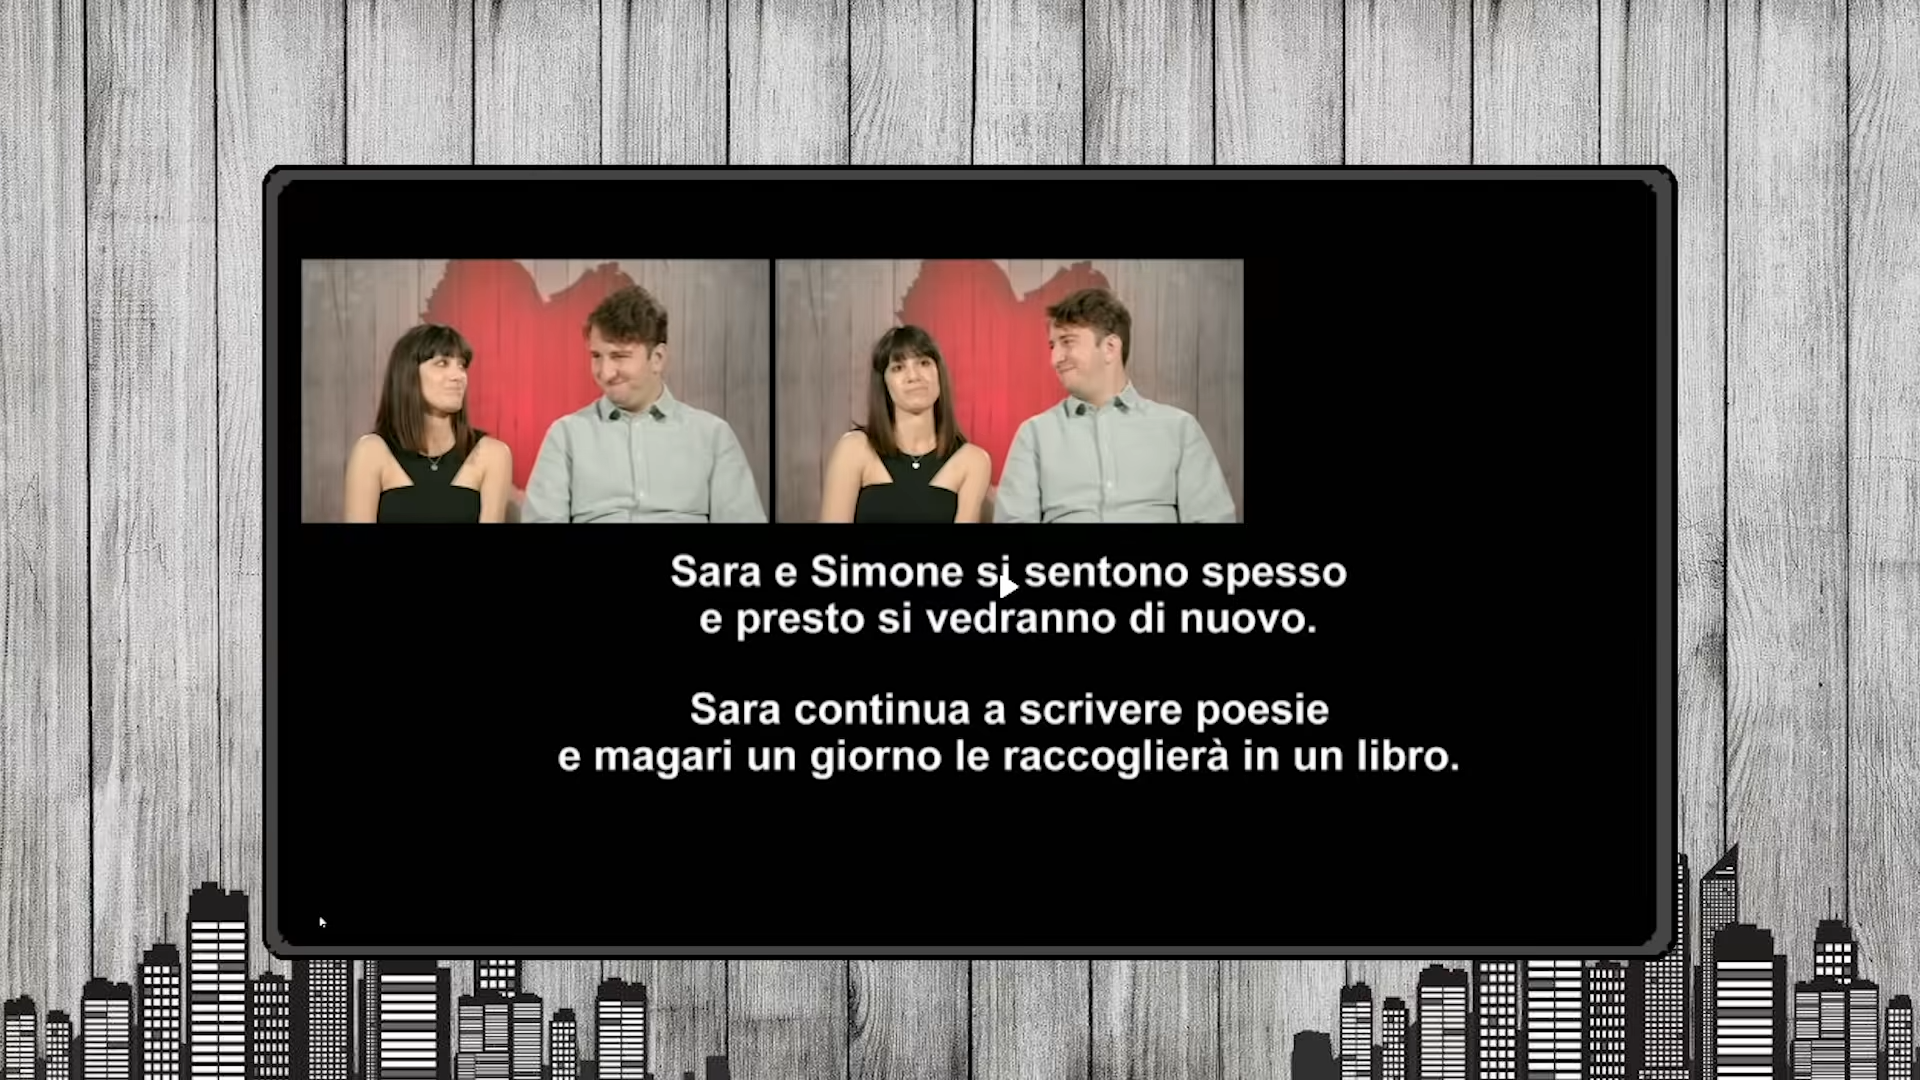 Sara e Simone si sentono spesso
e presto si vedranno di nuovo.
Sara continua a scrivere poesie
e magari un giorno le raccoglierà in un libro.